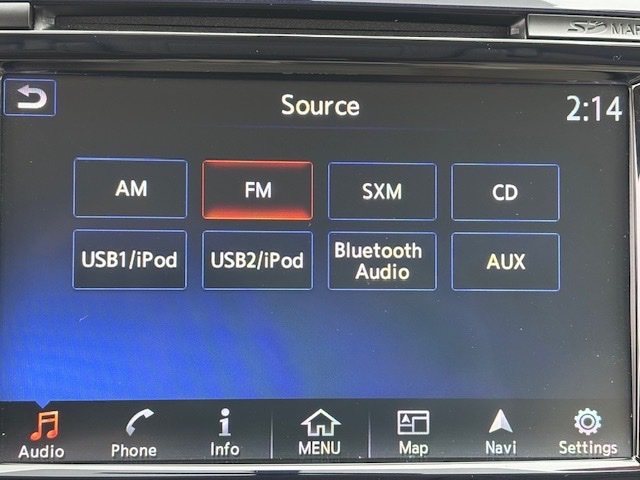 MAP
Source
2:14
AM
FM
SXM
CD
USB1/iPod
USB2/iPod
Bluetooth
Audio
AUX
Audio
Phone
Info
MENU
Map
Navi
Settings